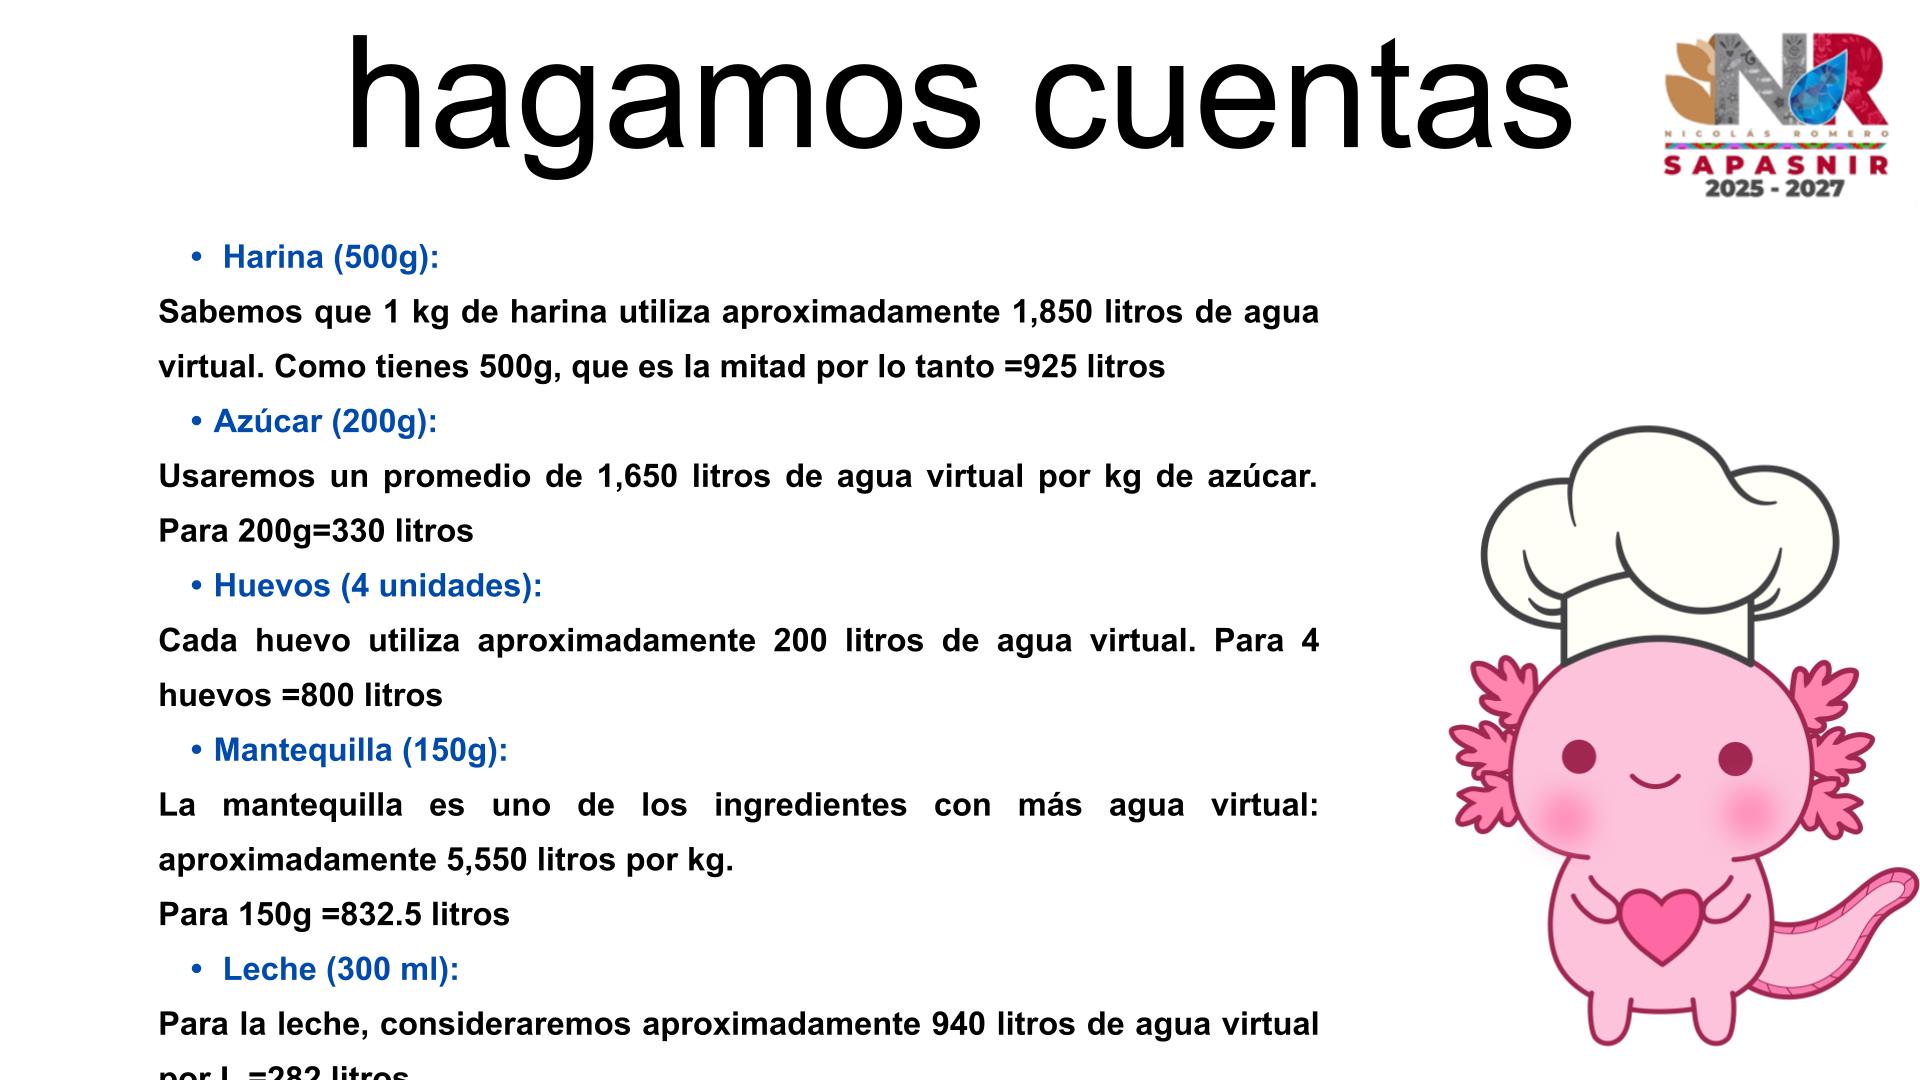 hagamos cuentas
NR
NICOLÁS ROMERO
SAPASNIR
2025 - 2027
• Harina (500g):
Sabemos que 1 kg de harina utiliza aproximadamente 1,850 litros de agua
virtual. Como tienes 500g, que es la mitad por lo tanto =925 litros
• Azúcar (200g):
Usaremos un promedio de 1,650 litros de agua virtual por kg de azúcar.
Para 200g=330 litros
• Huevos (4 unidades):
Cada huevo utiliza aproximadamente 200 litros de agua virtual. Para 4
huevos =800 litros
• Mantequilla (150g):
La mantequilla es uno de los ingredientes con más agua virtual:
aproximadamente 5,550 litros por kg.
Para 150g =832.5 litros
• Leche (300 ml):
Para la leche, consideraremos aproximadamente 940 litros de agua virtual
por L =282 litros